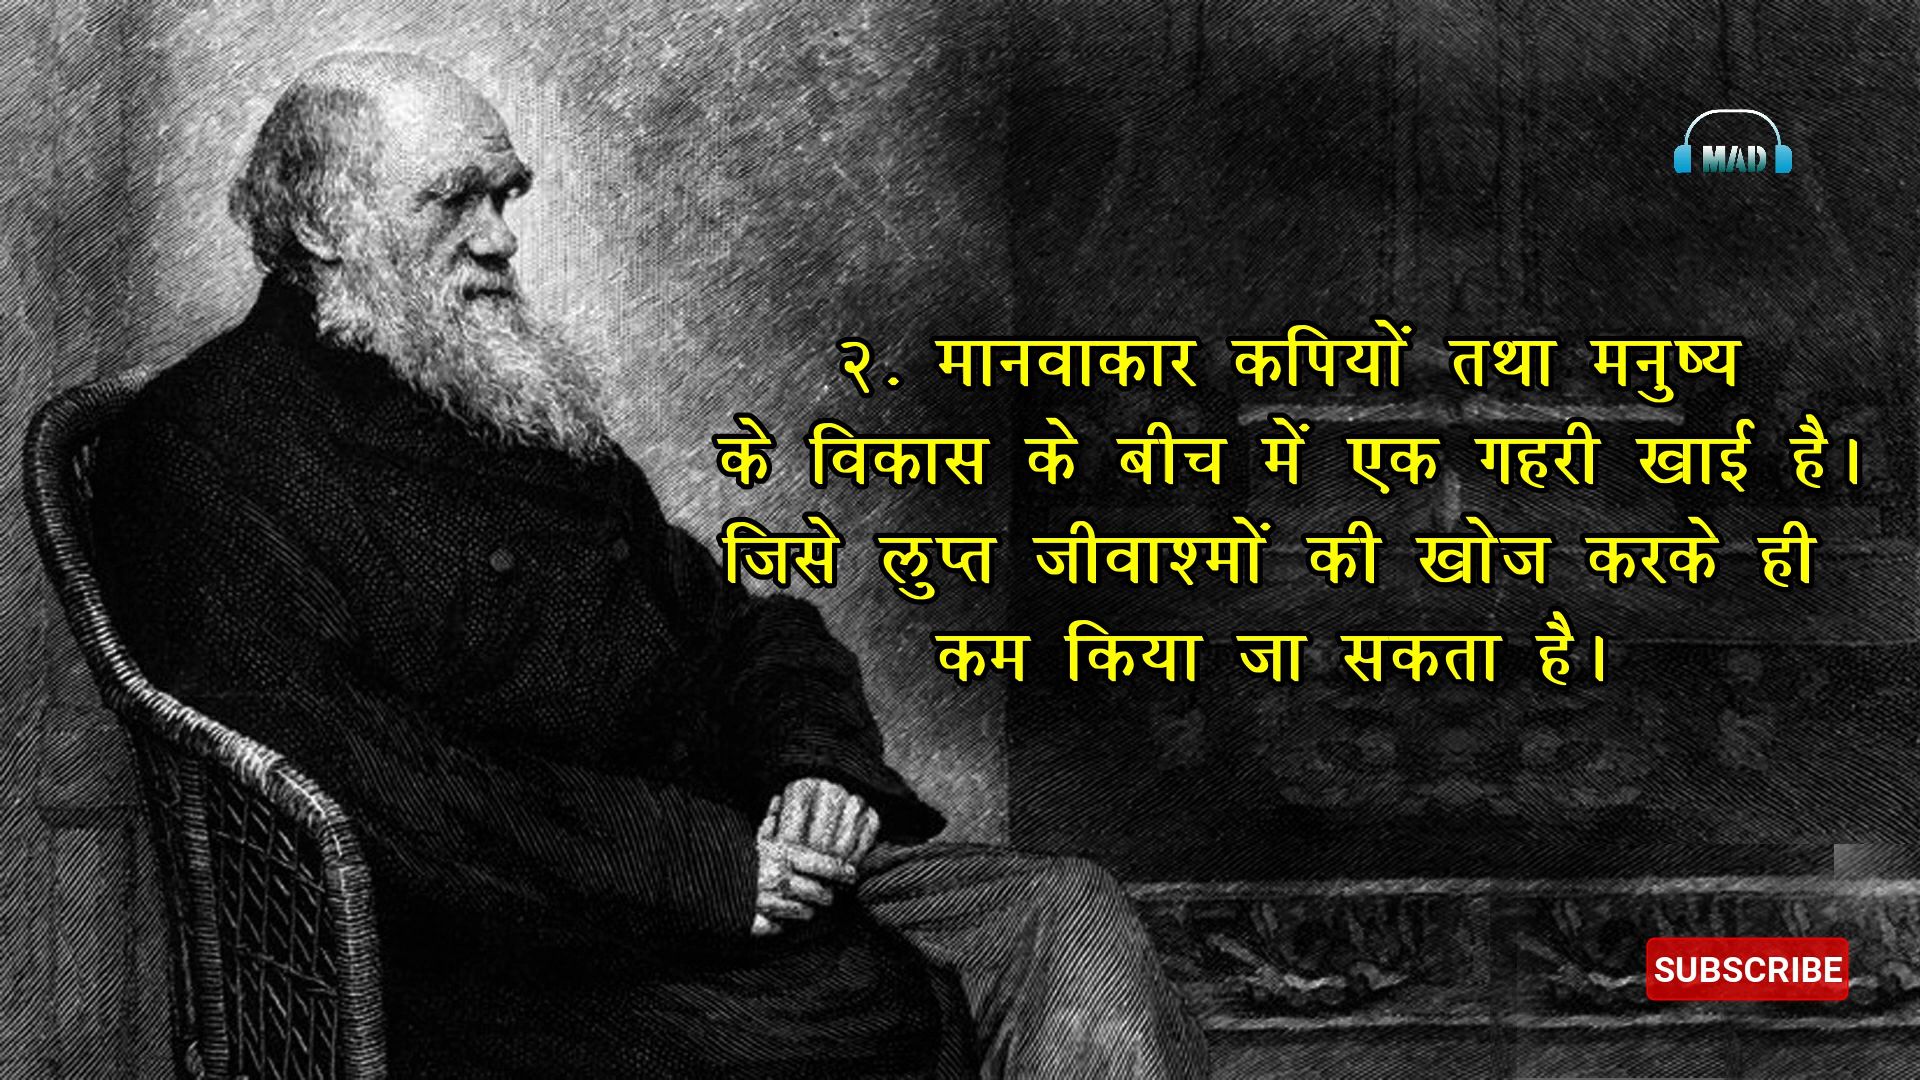 MAD
२. मानवाकार कपियों तथा मनुष्य
के विकास के बीच में एक गहरी खाई है।
जिसे लुप्त जीवाश्मों की खोज करके ही
कम किया जा सकता है।
SUBSCRIBE